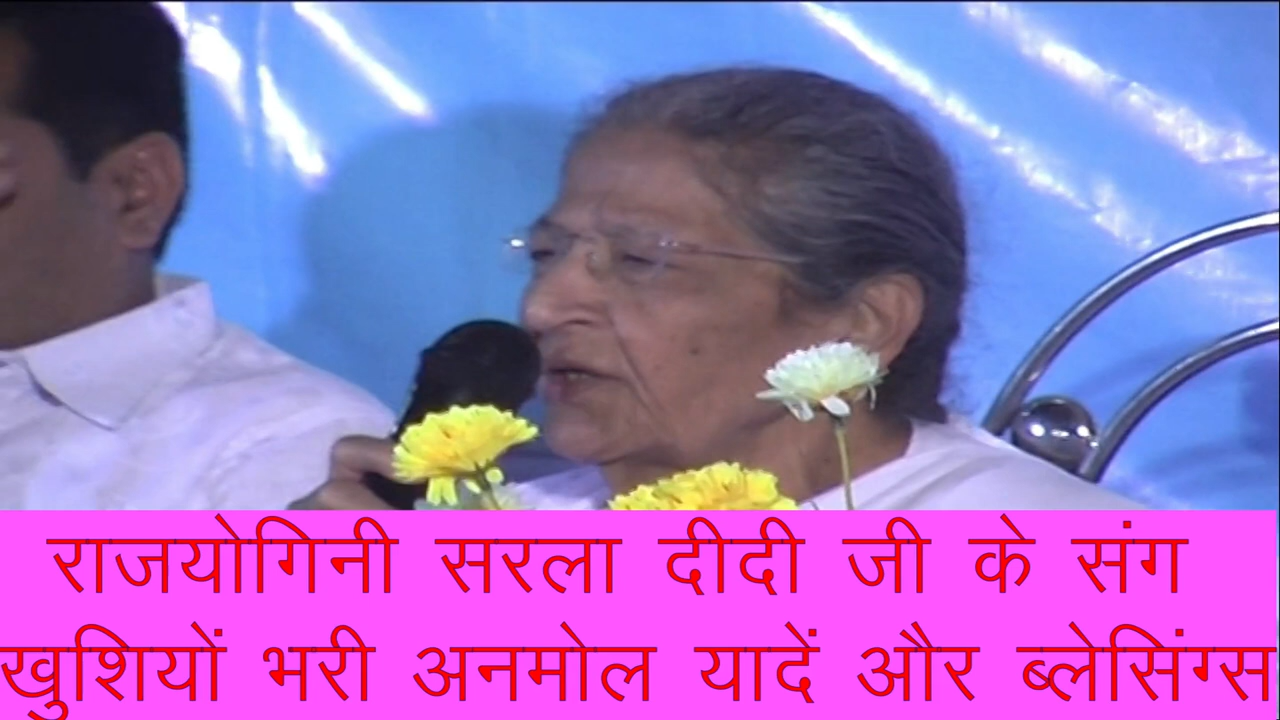 राजयोगिनी सरला दीदी जी के संग
खुशियों भरी अनमोल यादें और ब्लेसिंग्स